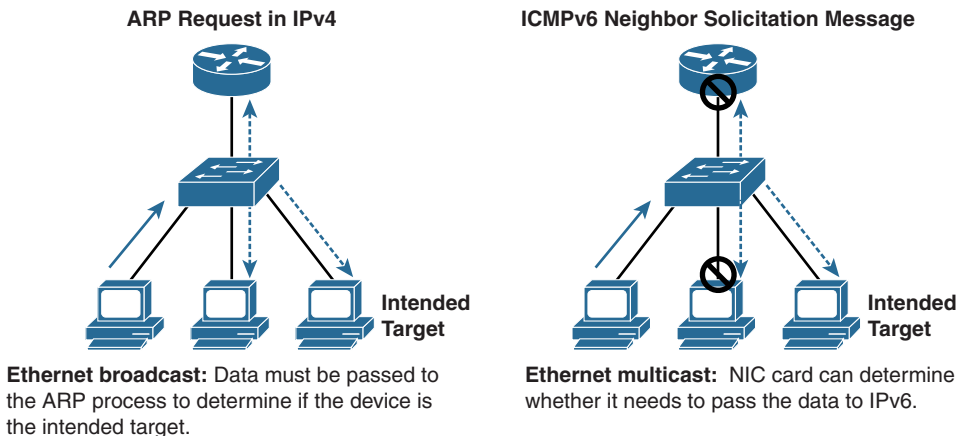 ARP Request in IPv4
ICMPv6 Neighbor Solicitation Message
Intended
Target
Intended
Target
Ethernet broadcast: Data must be passed to
the ARP process to determine if the device is
the intended target.
Ethernet multicast: NIC card can determine
whether it needs to pass the data to IPv6.